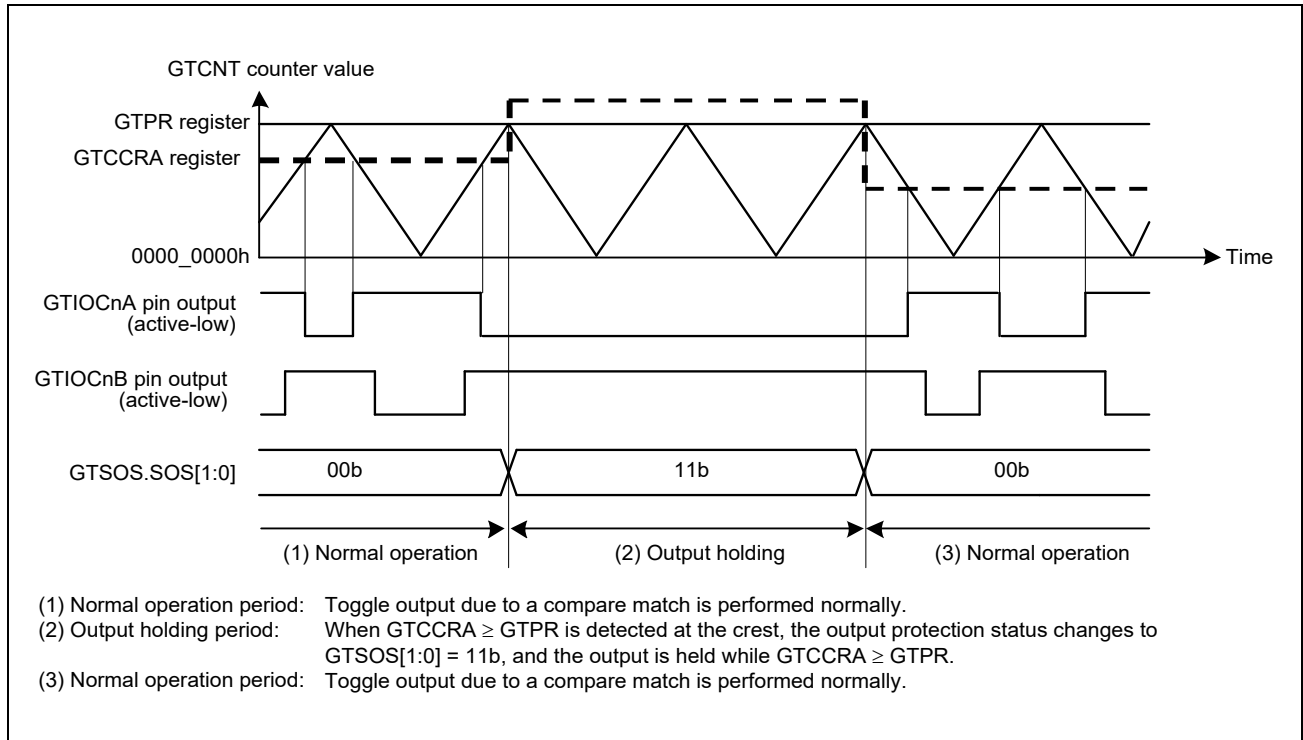 GTCNT counter value
GTPR register
GTCCRA register
0000_0000h
Time
GTIOCnA pin output
(active-low)
GTIOCnB pin output
(active-low)
GTSOS.SOS[1:0]
00b
11b
00b
(1) Normal operation
(2) Output holding
(3) Normal operation
(1) Normal operation period: Toggle output due to a compare match is performed normally.
(2) Output holding period: When GTCCRA ≥ GTPR is detected at the crest, the output protection status changes to
GTSOS[1:0] = 11b, and the output is held while GTCCRA ≥ GTPR.
(3) Normal operation period: Toggle output due to a compare match is performed normally.